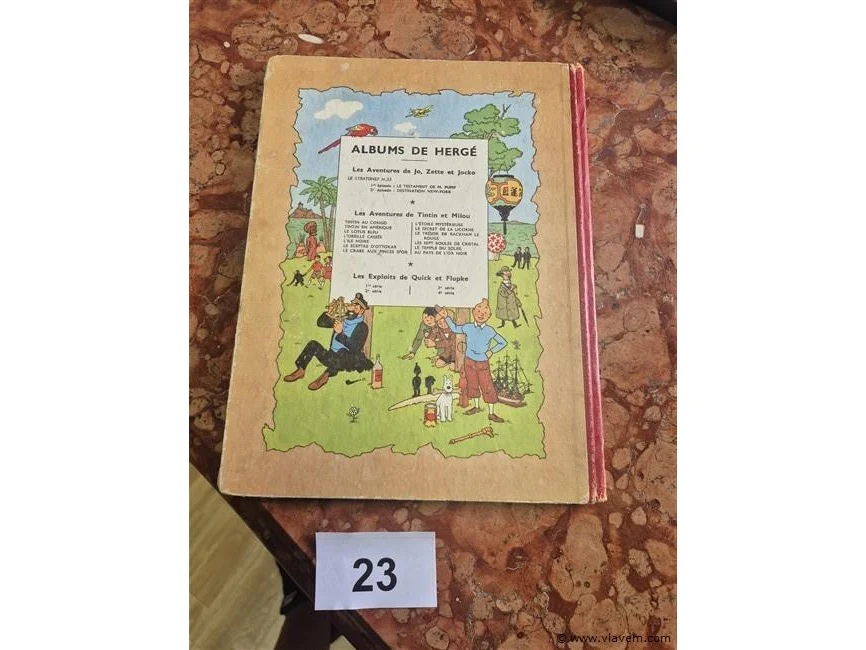 ALBUMS DE HERGÉ
Les Aventures de Jo, Zette et Jocko
LE STRATONEF H.22
1er épisode : LE TESTAMENT DE M. PUMP
2e épisode : DESTINATION NEW-YORK
★
Les Aventures de Tintin et Milou
TINTIN AU CONGO
TINTIN EN AMÉRIQUE
LE LOTUS BLEU
L'OREILLE CASSÉE
L'ILE NOIRE
LE SCEPTRE D'OTTOKAR
LE CRABE AUX PINCES D'OR
L'ÉTOILE MYSTÉRIEUSE
LE SECRET DE LA LICORNE
LE TRÉSOR DE RACKHAM LE
ROUGE
LES SEPT BOULES DE CRISTAL
LE TEMPLE DU SOLEIL
AU PAYS DE L'OR NOIR
★
Les Exploits de Quick et Flupke
1re série
2e série
3e série
4e série
23
© www.viavein.com